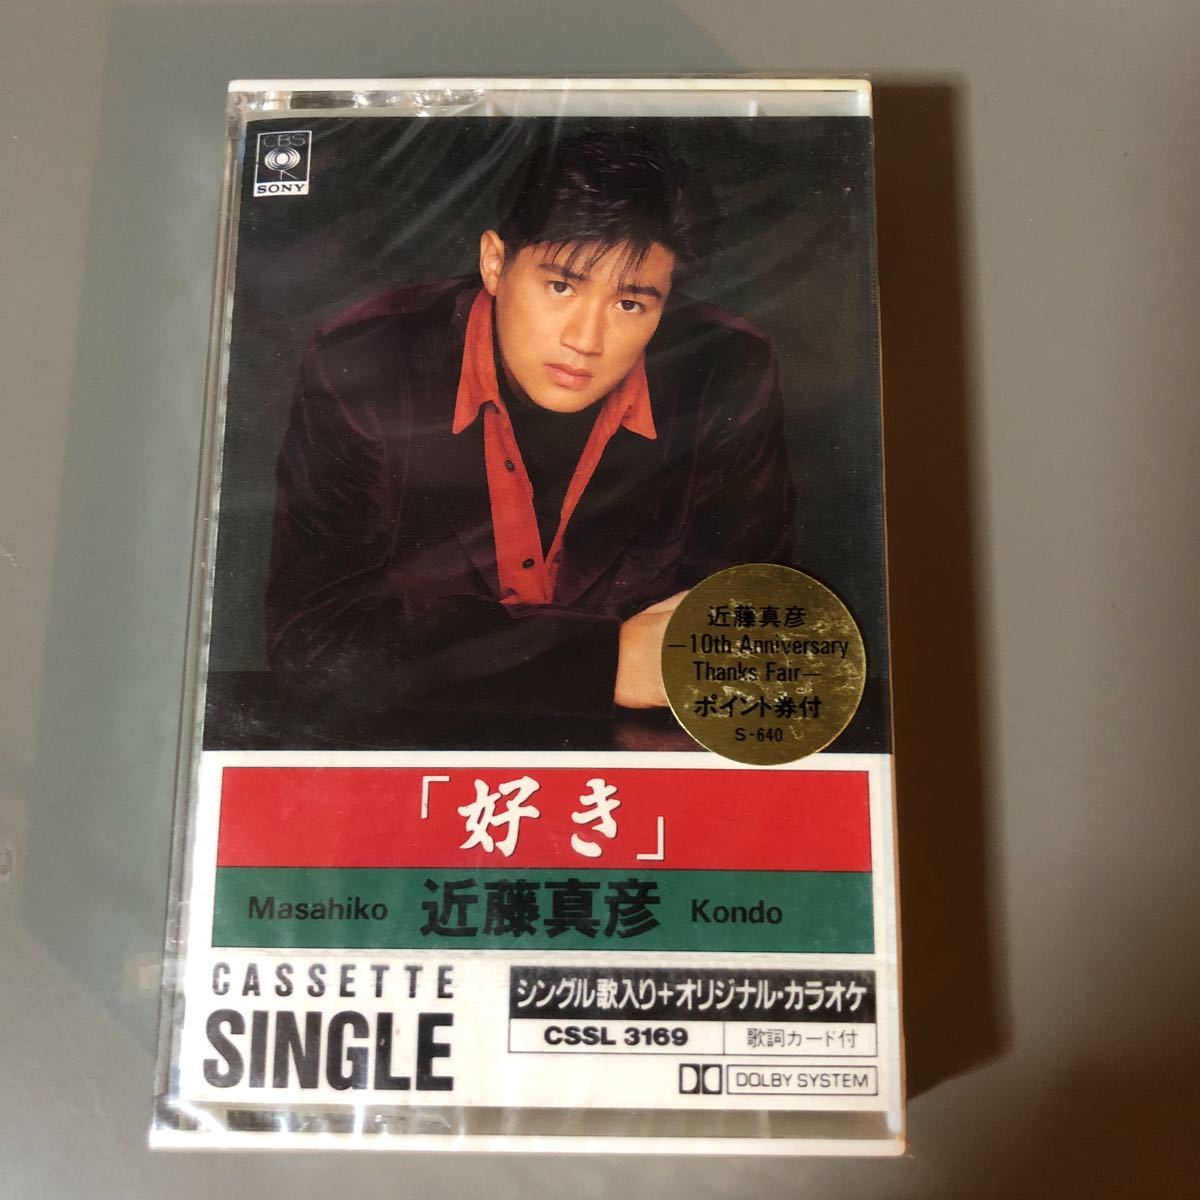 CBS
SONY
近藤真彦
—10th Anniversary
Thanks Fair—
ポイント券付
S-640
「好き」
Masahiko 近藤真彦 Kondo
CASSETTE
SINGLE
シングル歌入り+オリジナル・カラオケ
CSSL 3169 歌詞カード付
DOLBY SYSTEM